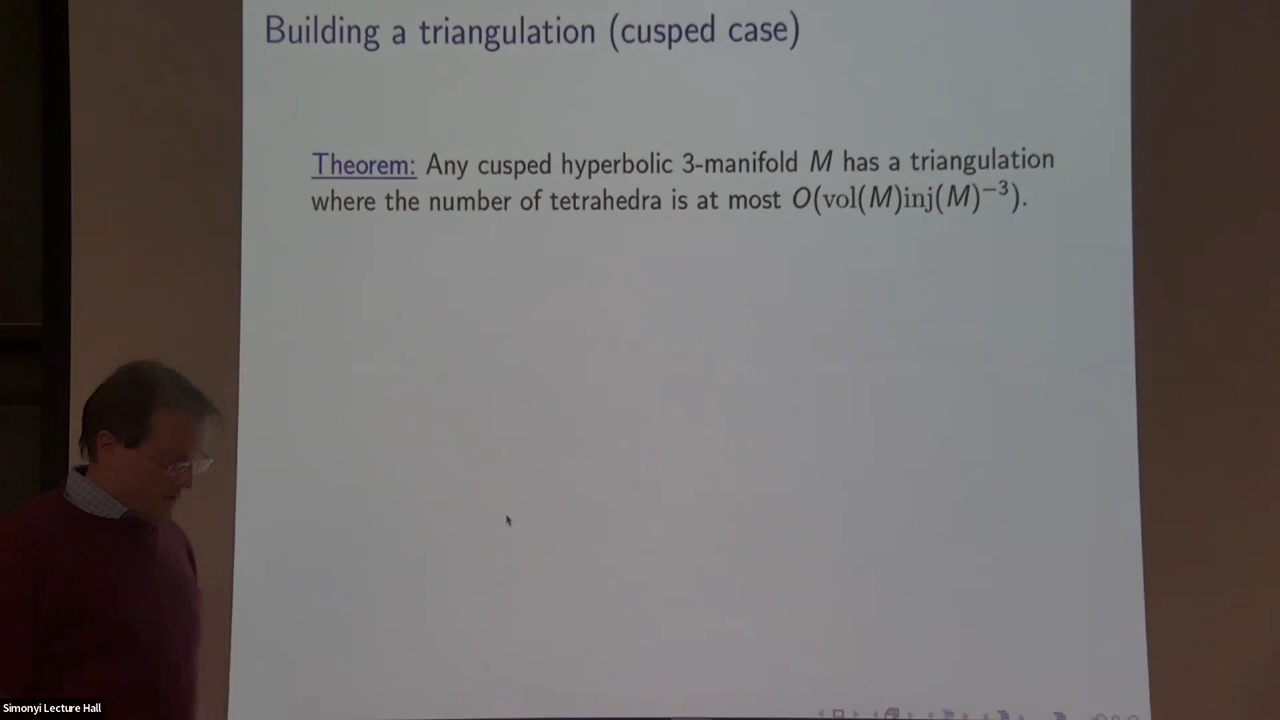 Building a triangulation (cusped case)
Theorem: Any cusped hyperbolic 3-manifold M has a triangulation
where the number of tetrahedra is at most O(vol(M)inj(M)⁻³).
Simonyi Lecture Hall